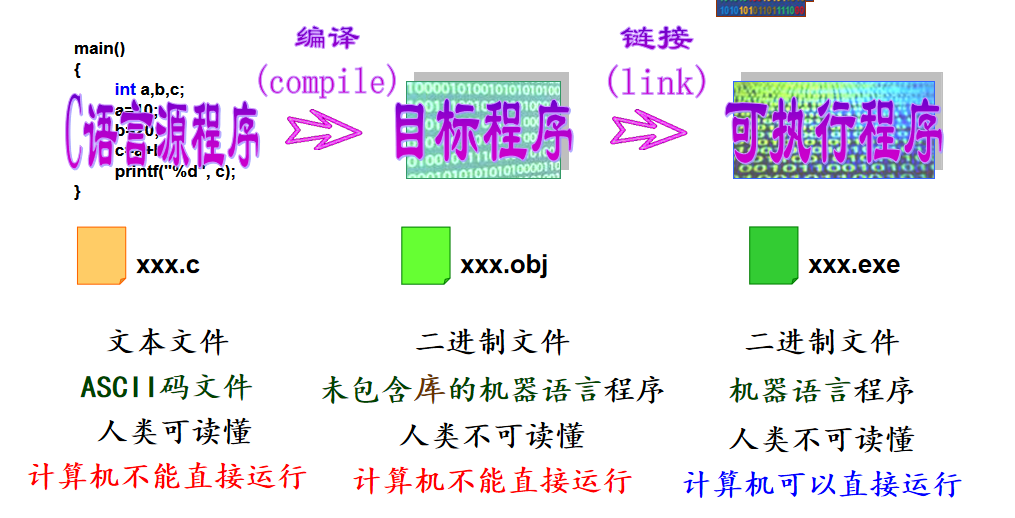 编译
(compile)
链接
(link)
main()
{
int a,b,c;
printf("%d", c);
}
C语言源程序
目标程序
可执行程序
xxx.c
xxx.obj
xxx.exe
文本文件
二进制文件
二进制文件
ASCII码文件
未包含库的机器语言程序
机器语言程序
人类可读懂
人类不可读懂
人类不可读懂
计算机不能直接运行
计算机不能直接运行
计算机可以直接运行